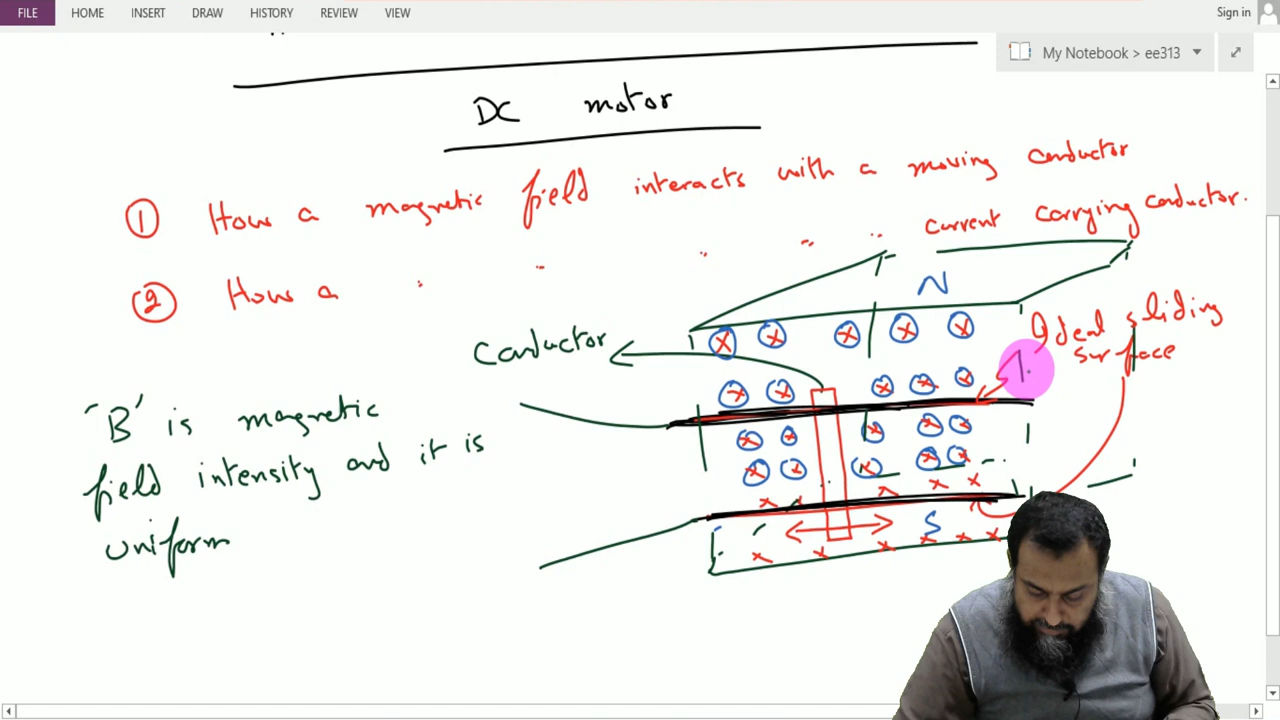 FILE HOME INSERT DRAW HISTORY REVIEW VIEW Sign in
My Notebook > ee313
DC motor
① How a magnetic field interacts with a moving conductor
② How a " " " " " current carrying conductor.
N
Ideal sliding
surface
Conductor
'B' is magnetic
field intensity and it is
uniform
S